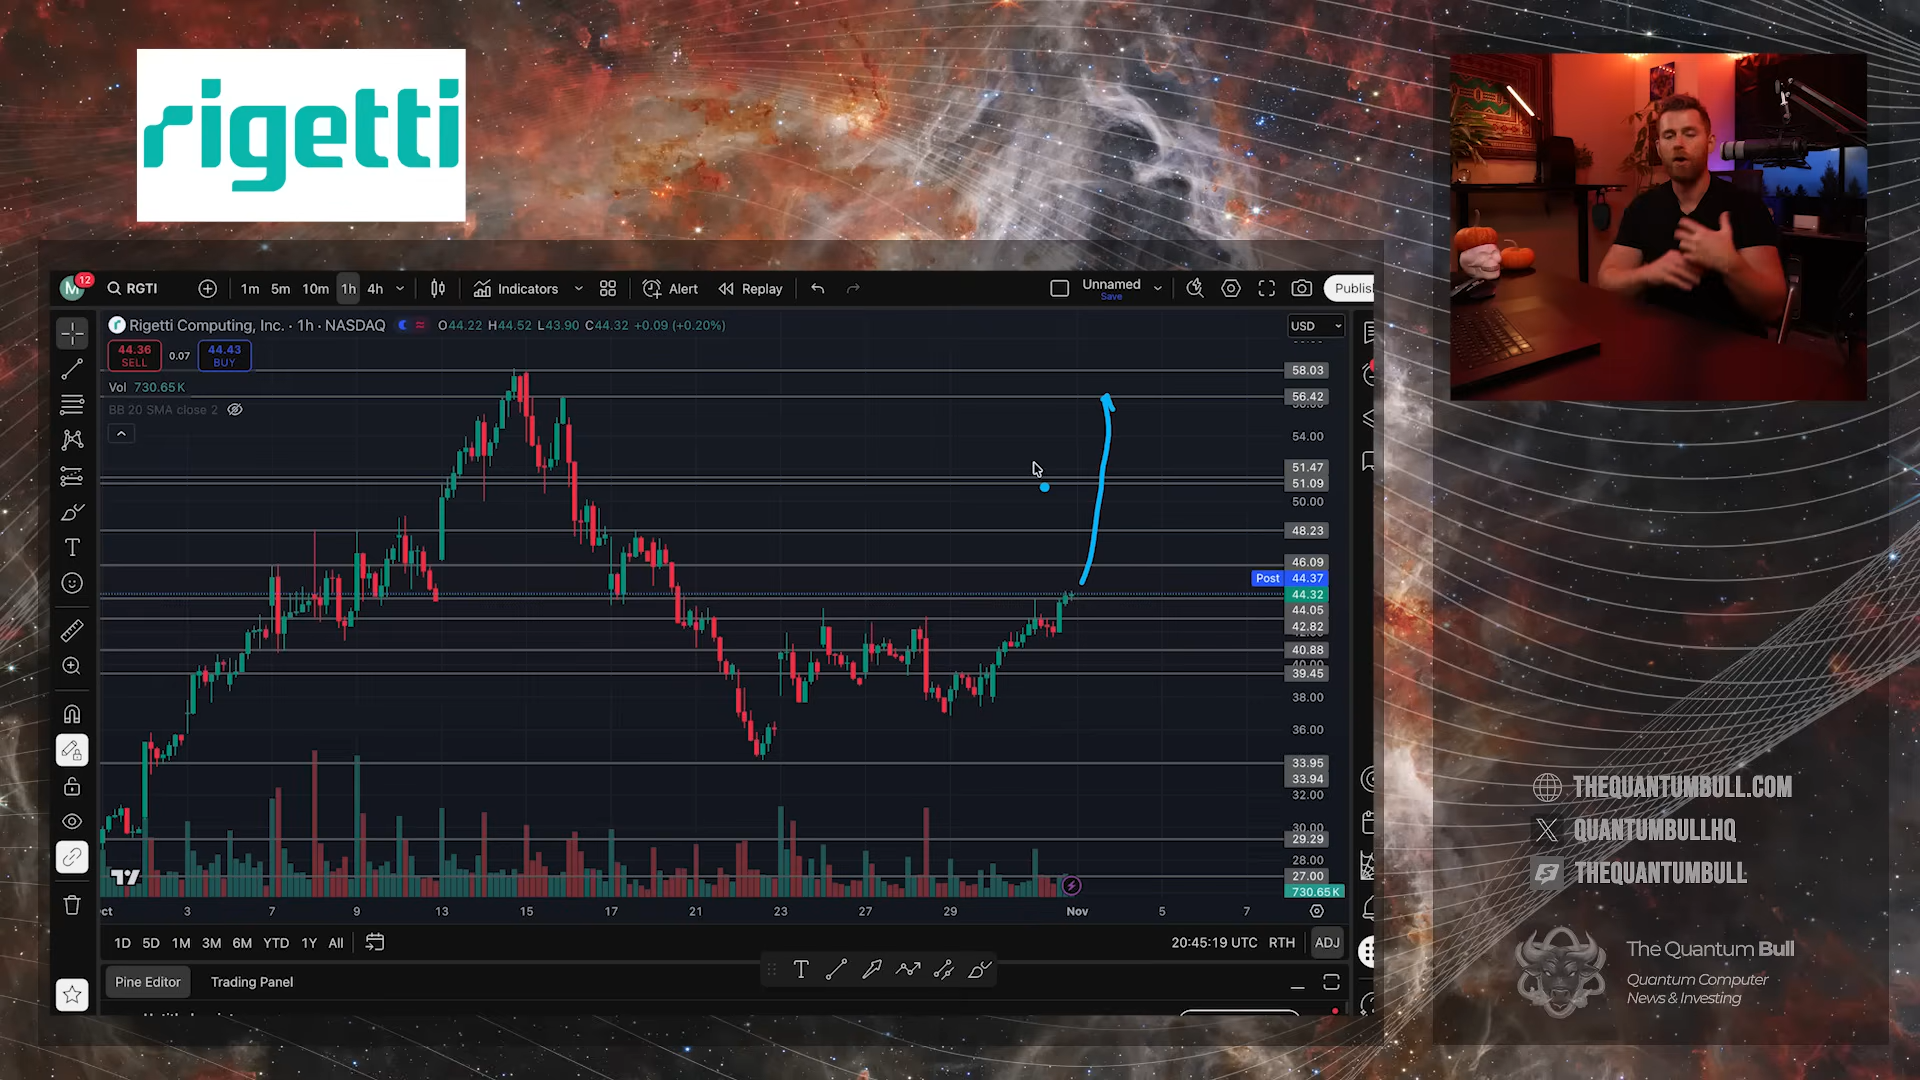 rigetti
M 12 RGTI 1m 5m 10m 1h 4h Indicators Alert Replay Unnamed Save Publis
Rigetti Computing, Inc. · 1h · NASDAQ O44.22 H44.52 L43.90 C44.32 +0.09 (+0.20%) USD
44.36 SELL 0.07 44.43 BUY
Vol 730.65K
BB 20 SMA close 2
58.03
56.42
54.00
51.47
51.09
50.00
48.23
46.09
Post 44.37
44.32
44.05
42.82
40.88
40.00
39.45
38.00
36.00
33.95
33.94
32.00
30.00
29.29
28.00
27.00
730.65K
ct 3 7 9 13 15 17 21 23 27 29 Nov 5 7
1D 5D 1M 3M 6M YTD 1Y All 20:45:19 UTC RTH ADJ
Pine Editor Trading Panel
THEQUANTUMBULL.COM
QUANTUMBULLHQ
THEQUANTUMBULL
The Quantum Bull
Quantum Computer
News & Investing